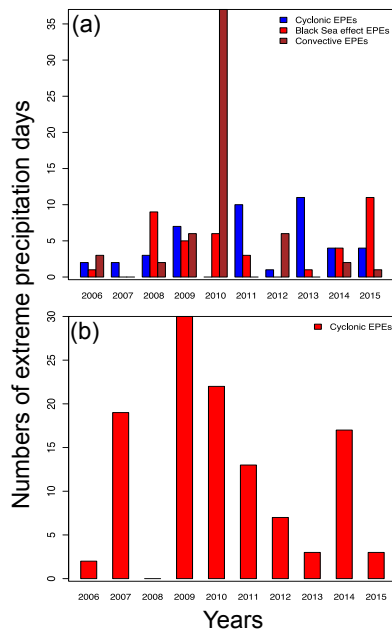 (a)
Cyclonic EPEs
Black Sea effect EPEs
Convective EPEs
35
30
25
20
15
10
5
0
2006 2007 2008 2009 2010 2011 2012 2013 2014 2015
(b)
Cyclonic EPEs
30
25
20
15
10
5
0
2006 2007 2008 2009 2010 2011 2012 2013 2014 2015
Numbers of extreme precipitation days
Years